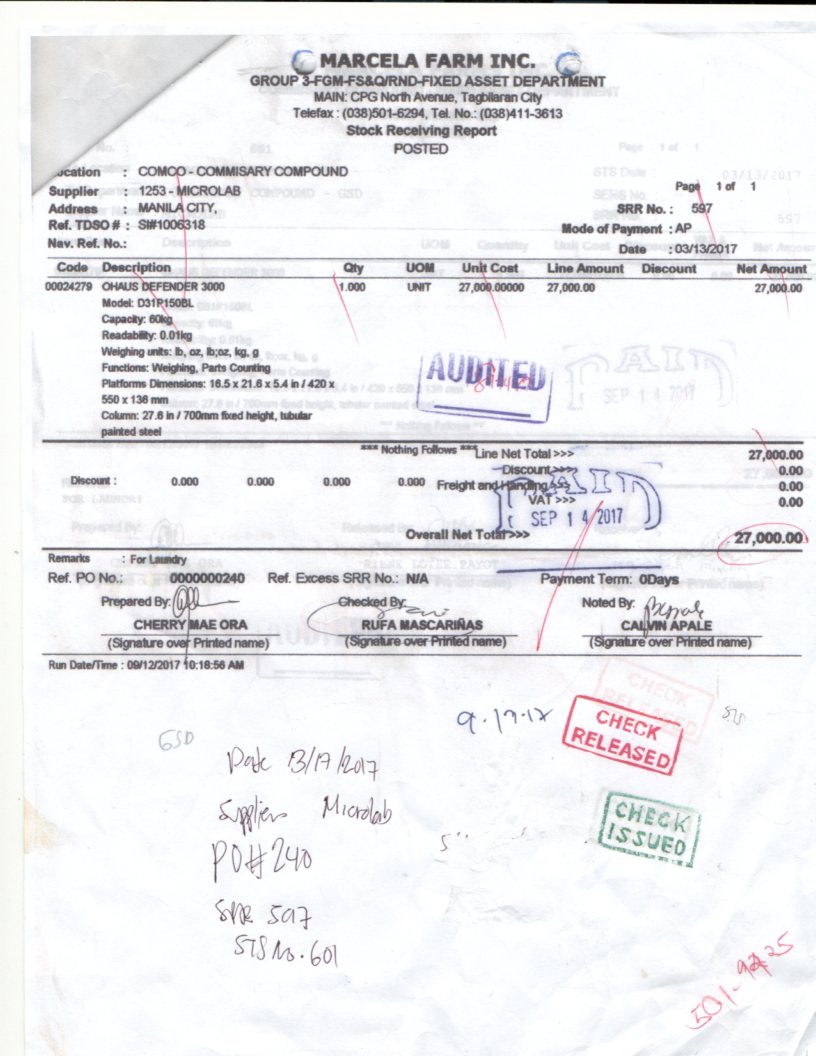 MARCELA FARM INC.
GROUP 3-FGM-FS&Q/RND-FIXED ASSET DEPARTMENT
MAIN: CPG North Avenue, Tagbilaran City
Telefax : (038)501-6294, Tel. No.: (038)411-3613
Stock Receiving Report
POSTED
ocation : COMCO - COMMISARY COMPOUND
Supplier : 1253 - MICROLAB Page 1 of 1
Address : MANILA CITY, SRR No. : 597
Ref. TDSO # : SI#1006318 Mode of Payment : AP
Nav. Ref. No.: Date : 03/13/2017
Code Description Qty UOM Unit Cost Line Amount Discount Net Amount
00024279 OHAUS DEFENDER 3000 1.000 UNIT 27,000.00000 27,000.00 27,000.00
Model: D31P150BL
Capacity: 60kg
Readability: 0.01kg
Weighing units: lb, oz, lb;oz, kg, g
Functions: Weighing, Parts Counting
Platforms Dimensions: 16.5 x 21.6 x 5.4 in / 420 x
550 x 136 mm
Column: 27.6 in / 700mm fixed height, tubular
painted steel
AUDITED
PAID
SEP 14 2017
*** Nothing Follows *** Line Net Total >>> 27,000.00
Discount>>> 0.00
Discount : 0.000 0.000 0.000 0.000 Freight and Handling>>> 0.00
VAT >>> 0.00
PAID
SEP 14 2017
Overall Net Total>>> 27,000.00
Remarks : For Laundry
Ref. PO No.: 0000000240 Ref. Excess SRR No.: N/A Payment Term: 0Days
Prepared By: Checked By: Noted By:
CHERRY MAE ORA RUFA MASCARIÑAS CALVIN APALE
(Signature over Printed name) (Signature over Printed name) (Signature over Printed name)
Run Date/Time : 09/12/2017 10:18:56 AM
CHECK
RELEASED
GSD
Date 13/17/2017
Supplier Microlab
CHECK
ISSUED
PO# 240
SRR 597
STS No. 601